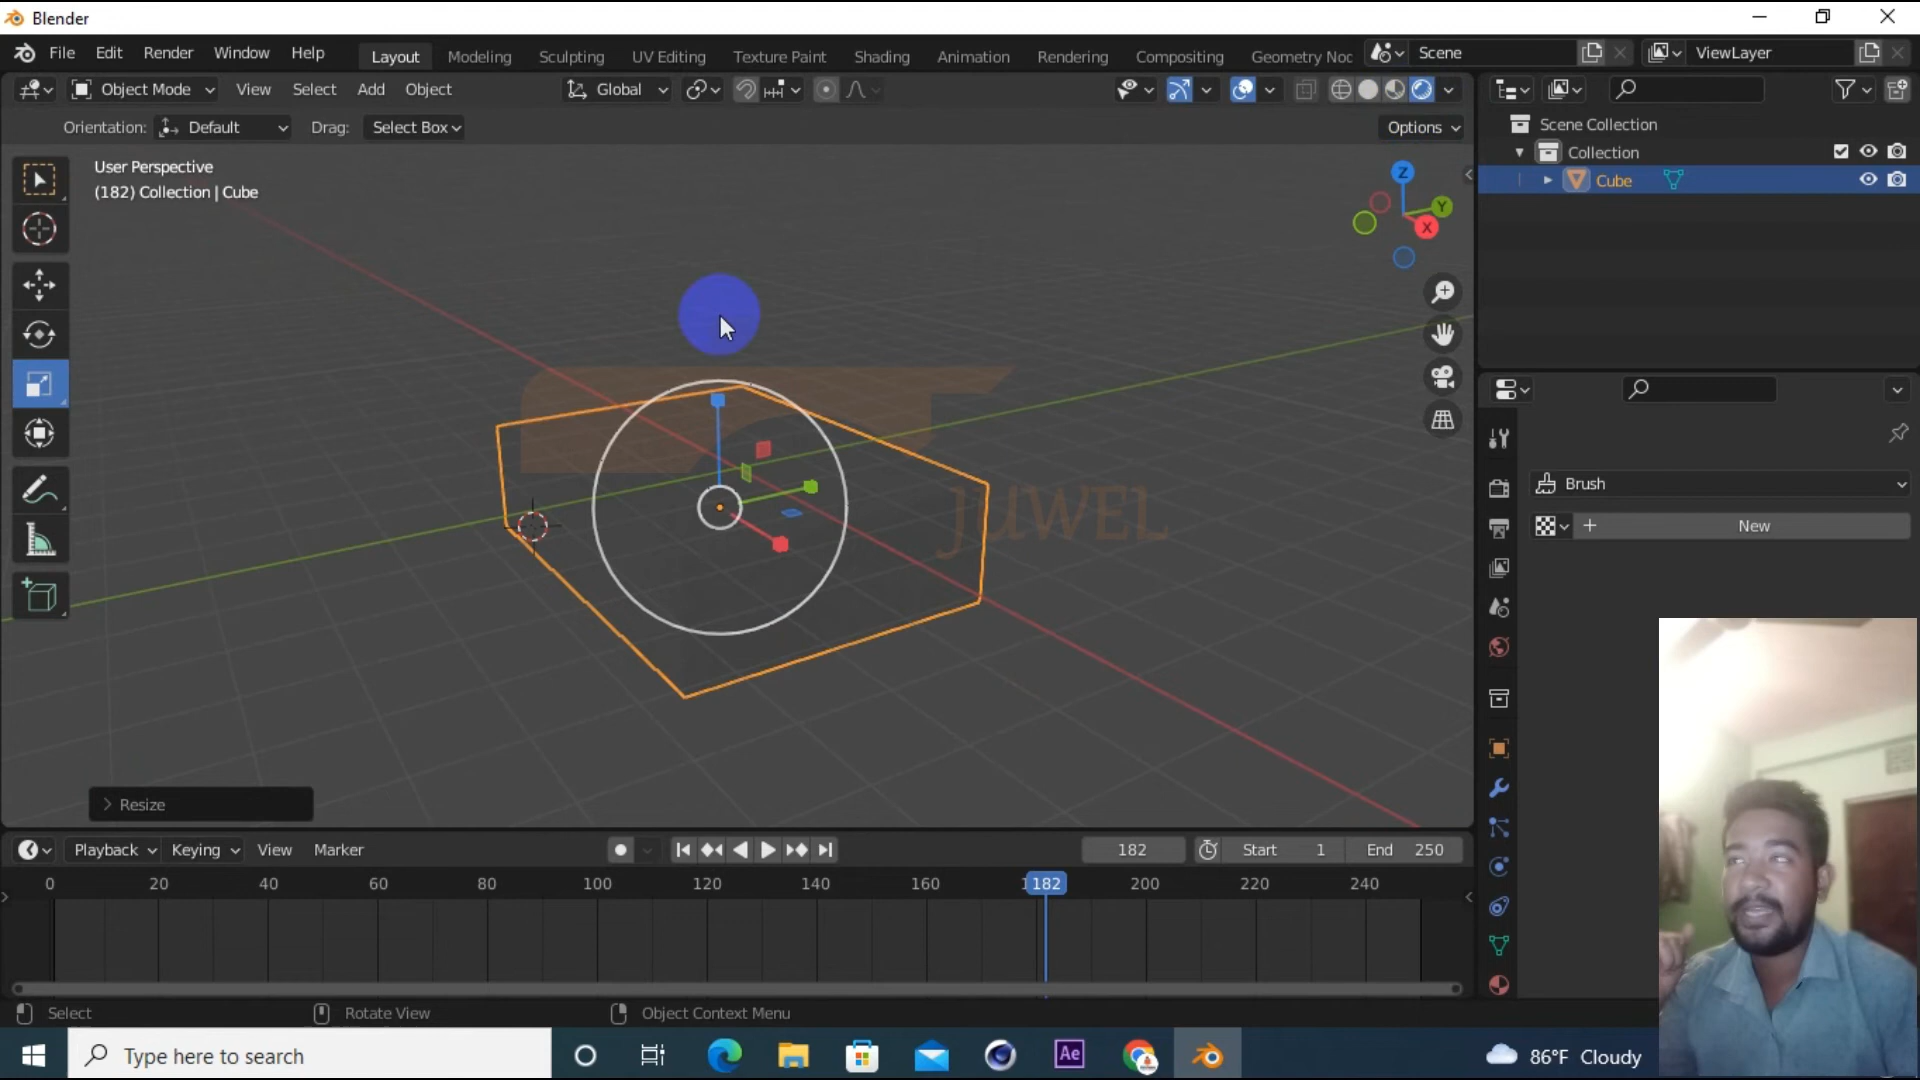 Blender
File Edit Render Window Help Layout Modeling Sculpting UV Editing Texture Paint Shading Animation Rendering Compositing Geometry Noc Scene ViewLayer
Object Mode View Select Add Object Global
Orientation: Default Drag: Select Box Options
Scene Collection
Collection
Cube
User Perspective
(182) Collection | Cube
Z
Y
X
JUWEL
Brush
New
Resize
Playback Keying View Marker 182 Start 1 End 250
0 20 40 60 80 100 120 140 160 182 200 220 240
Select Rotate View Object Context Menu
Type here to search Ae 86°F Cloudy